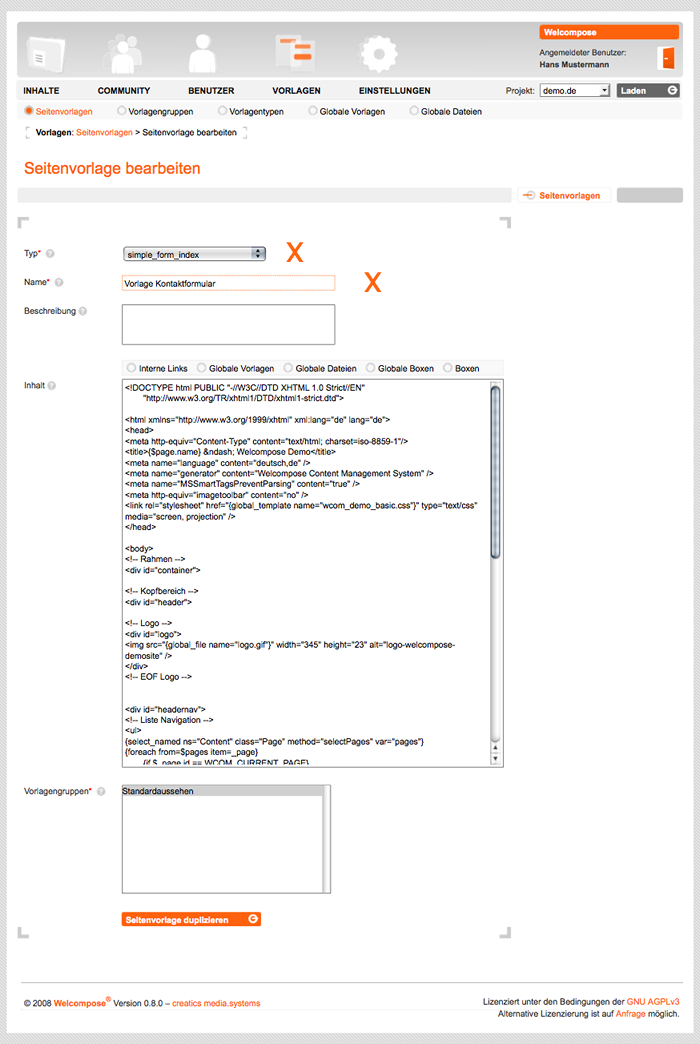 Welcompose
Angemeldeter Benutzer:
Hans Mustermann
INHALTE COMMUNITY BENUTZER VORLAGEN EINSTELLUNGEN Projekt: demo.de Laden
Seitenvorlagen Vorlagengruppen Vorlagentypen Globale Vorlagen Globale Dateien
Vorlagen: Seitenvorlagen > Seitenvorlage bearbeiten
Seitenvorlage bearbeiten
Seitenvorlagen
Typ* ? simple_form_index X
Name* ? Vorlage Kontaktformular X
Beschreibung ?
Interne Links Globale Vorlagen Globale Dateien Globale Boxen Boxen
Inhalt ?
<!DOCTYPE html PUBLIC "-//W3C//DTD XHTML 1.0 Strict//EN"
"http://www.w3.org/TR/xhtml1/DTD/xhtml1-strict.dtd">
<html xmlns="http://www.w3.org/1999/xhtml" xml:lang="de" lang="de">
<head>
<meta http-equiv="Content-Type" content="text/html; charset=iso-8859-1"/>
<title>{$page.name} &ndash; Welcompose Demo</title>
<meta name="language" content="deutsch,de" />
<meta name="generator" content="Welcompose Content Management System" />
<meta name="MSSmartTagsPreventParsing" content="true" />
<meta http-equiv="imagetoolbar" content="no" />
<link rel="stylesheet" href="{global_template name="wcom_demo_basic.css"}" type="text/css"
media="screen, projection" />
</head>
<body>
<!-- Rahmen -->
<div id="container">
<!-- Kopfbereich -->
<div id="header">
<!-- Logo -->
<div id="logo">
<img src="{global_file name="logo.gif"}" width="345" height="23" alt="logo-welcompose-
demosite" />
</div>
<!-- EOF Logo -->
<div id="headernav">
<!-- Liste Navigation -->
<ul>
{select_named ns="Content" class="Page" method="selectPages" var="pages"}
{foreach from=$pages item=_page}
{if $_page.id == WCOM_CURRENT_PAGE}
Vorlagengruppen* ? Standardaussehen
Seitenvorlage duplizieren
© 2008 Welcompose® Version 0.8.0 – creatics media.systems
Lizenziert unter den Bedingungen der GNU AGPLv3
Alternative Lizenzierung ist auf Anfrage möglich.